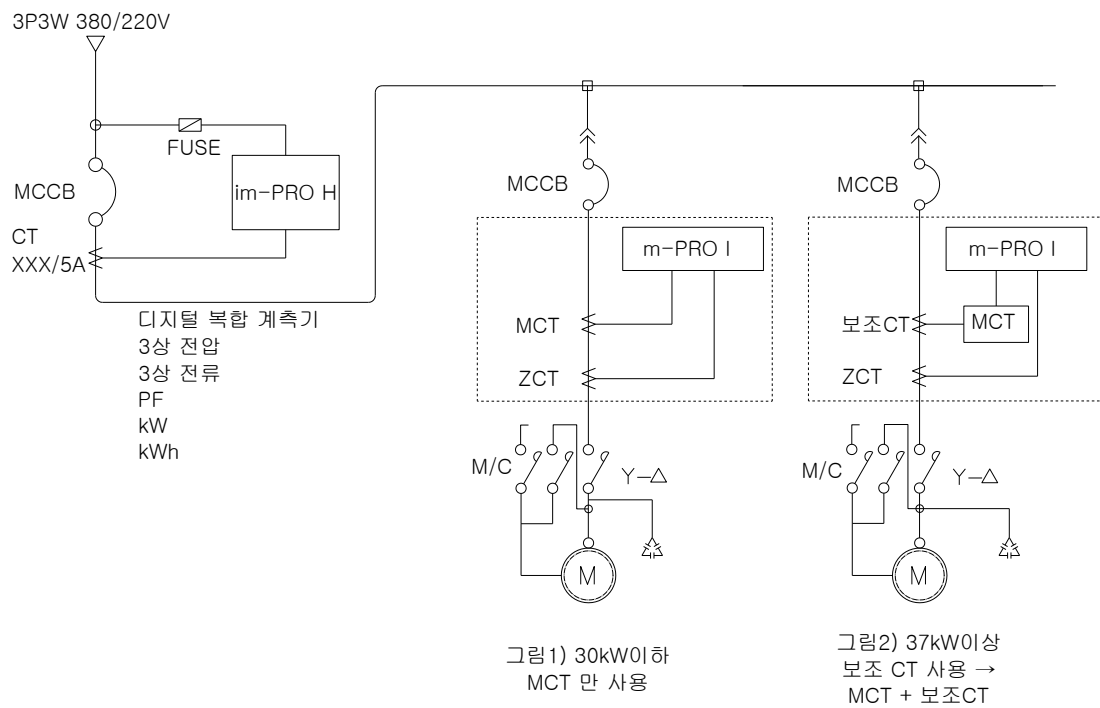 3P3W 380/220V
FUSE
im-PRO H
MCCB
CT
XXX/5A
디지털 복합 계측기
3상 전압
3상 전류
PF
kW
kWh
MCCB
m-PRO I
MCT
ZCT
M/C
Y-△
M
그림1) 30kW이하
MCT 만 사용
MCCB
m-PRO I
보조CT
MCT
ZCT
M/C
Y-△
M
그림2) 37kW이상
보조 CT 사용 →
MCT + 보조CT